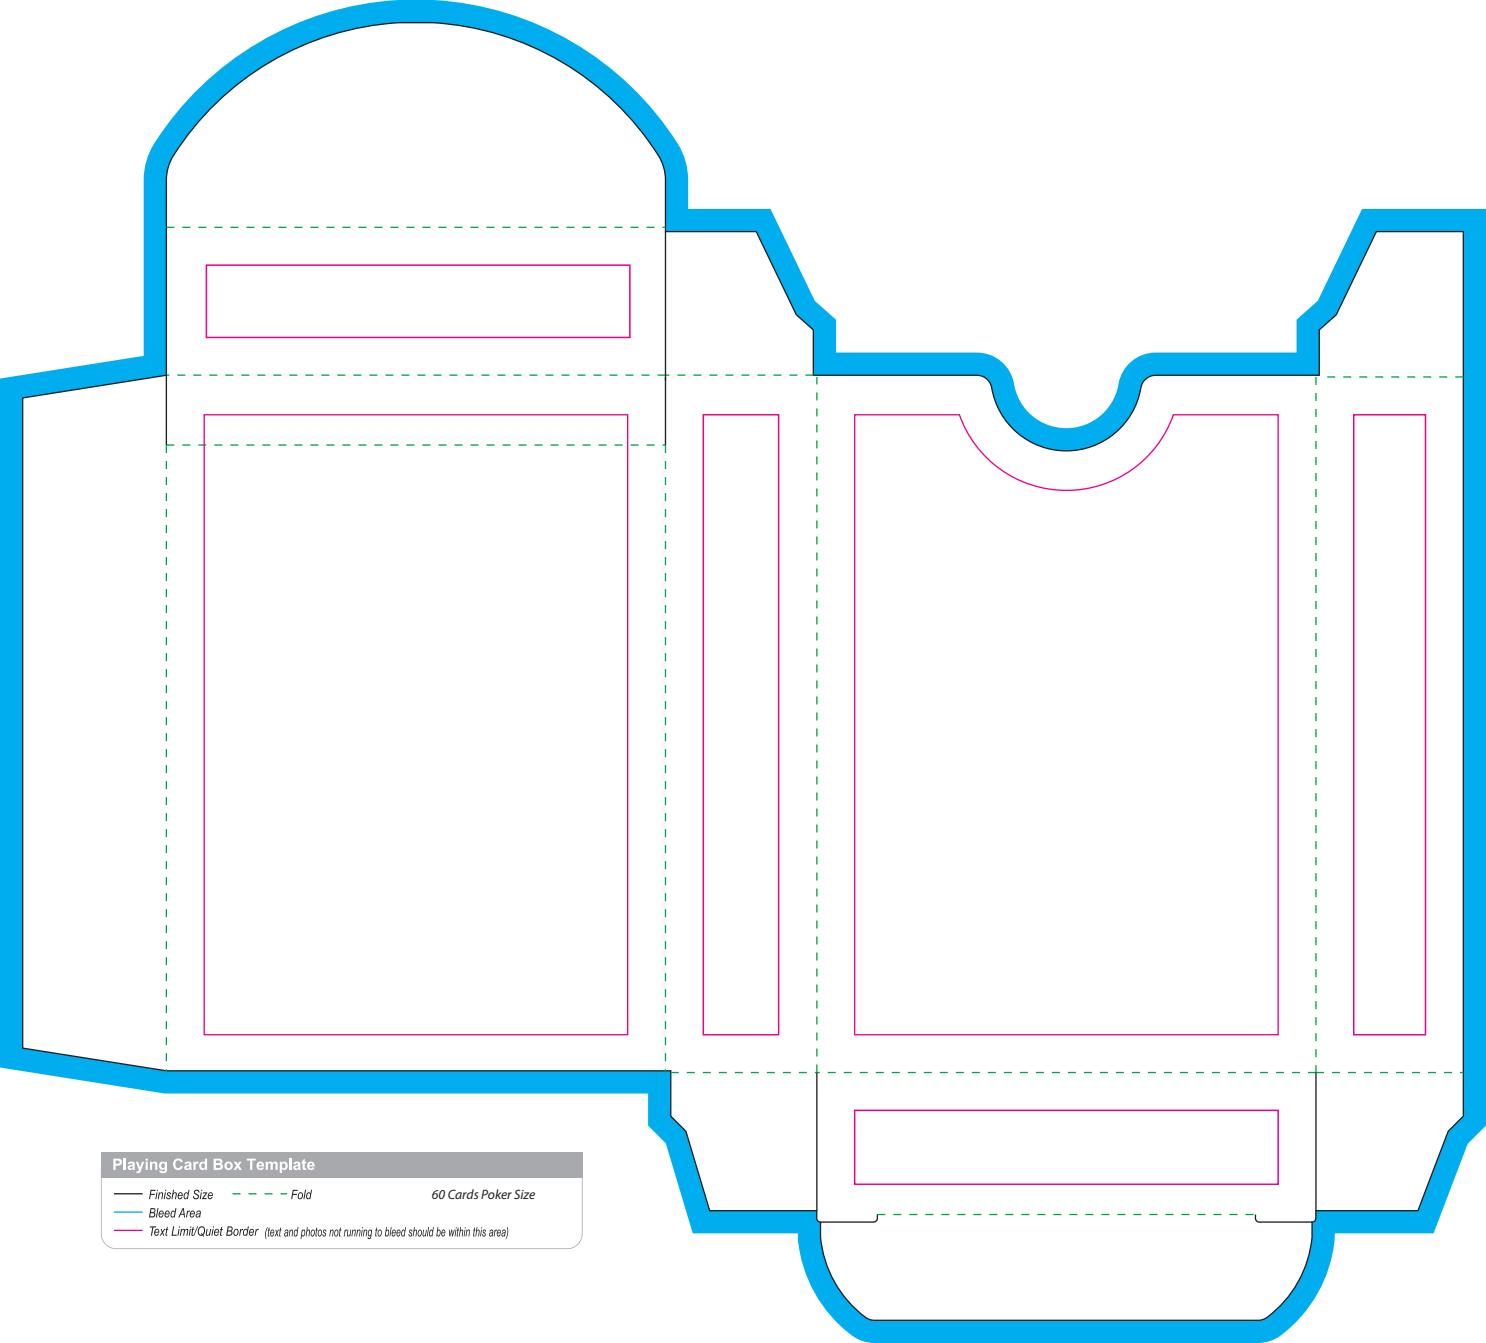 Playing Card Box Template
Finished Size Fold 60 Cards Poker Size
Bleed Area
Text Limit/Quiet Border (text and photos not running to bleed should be within this area)